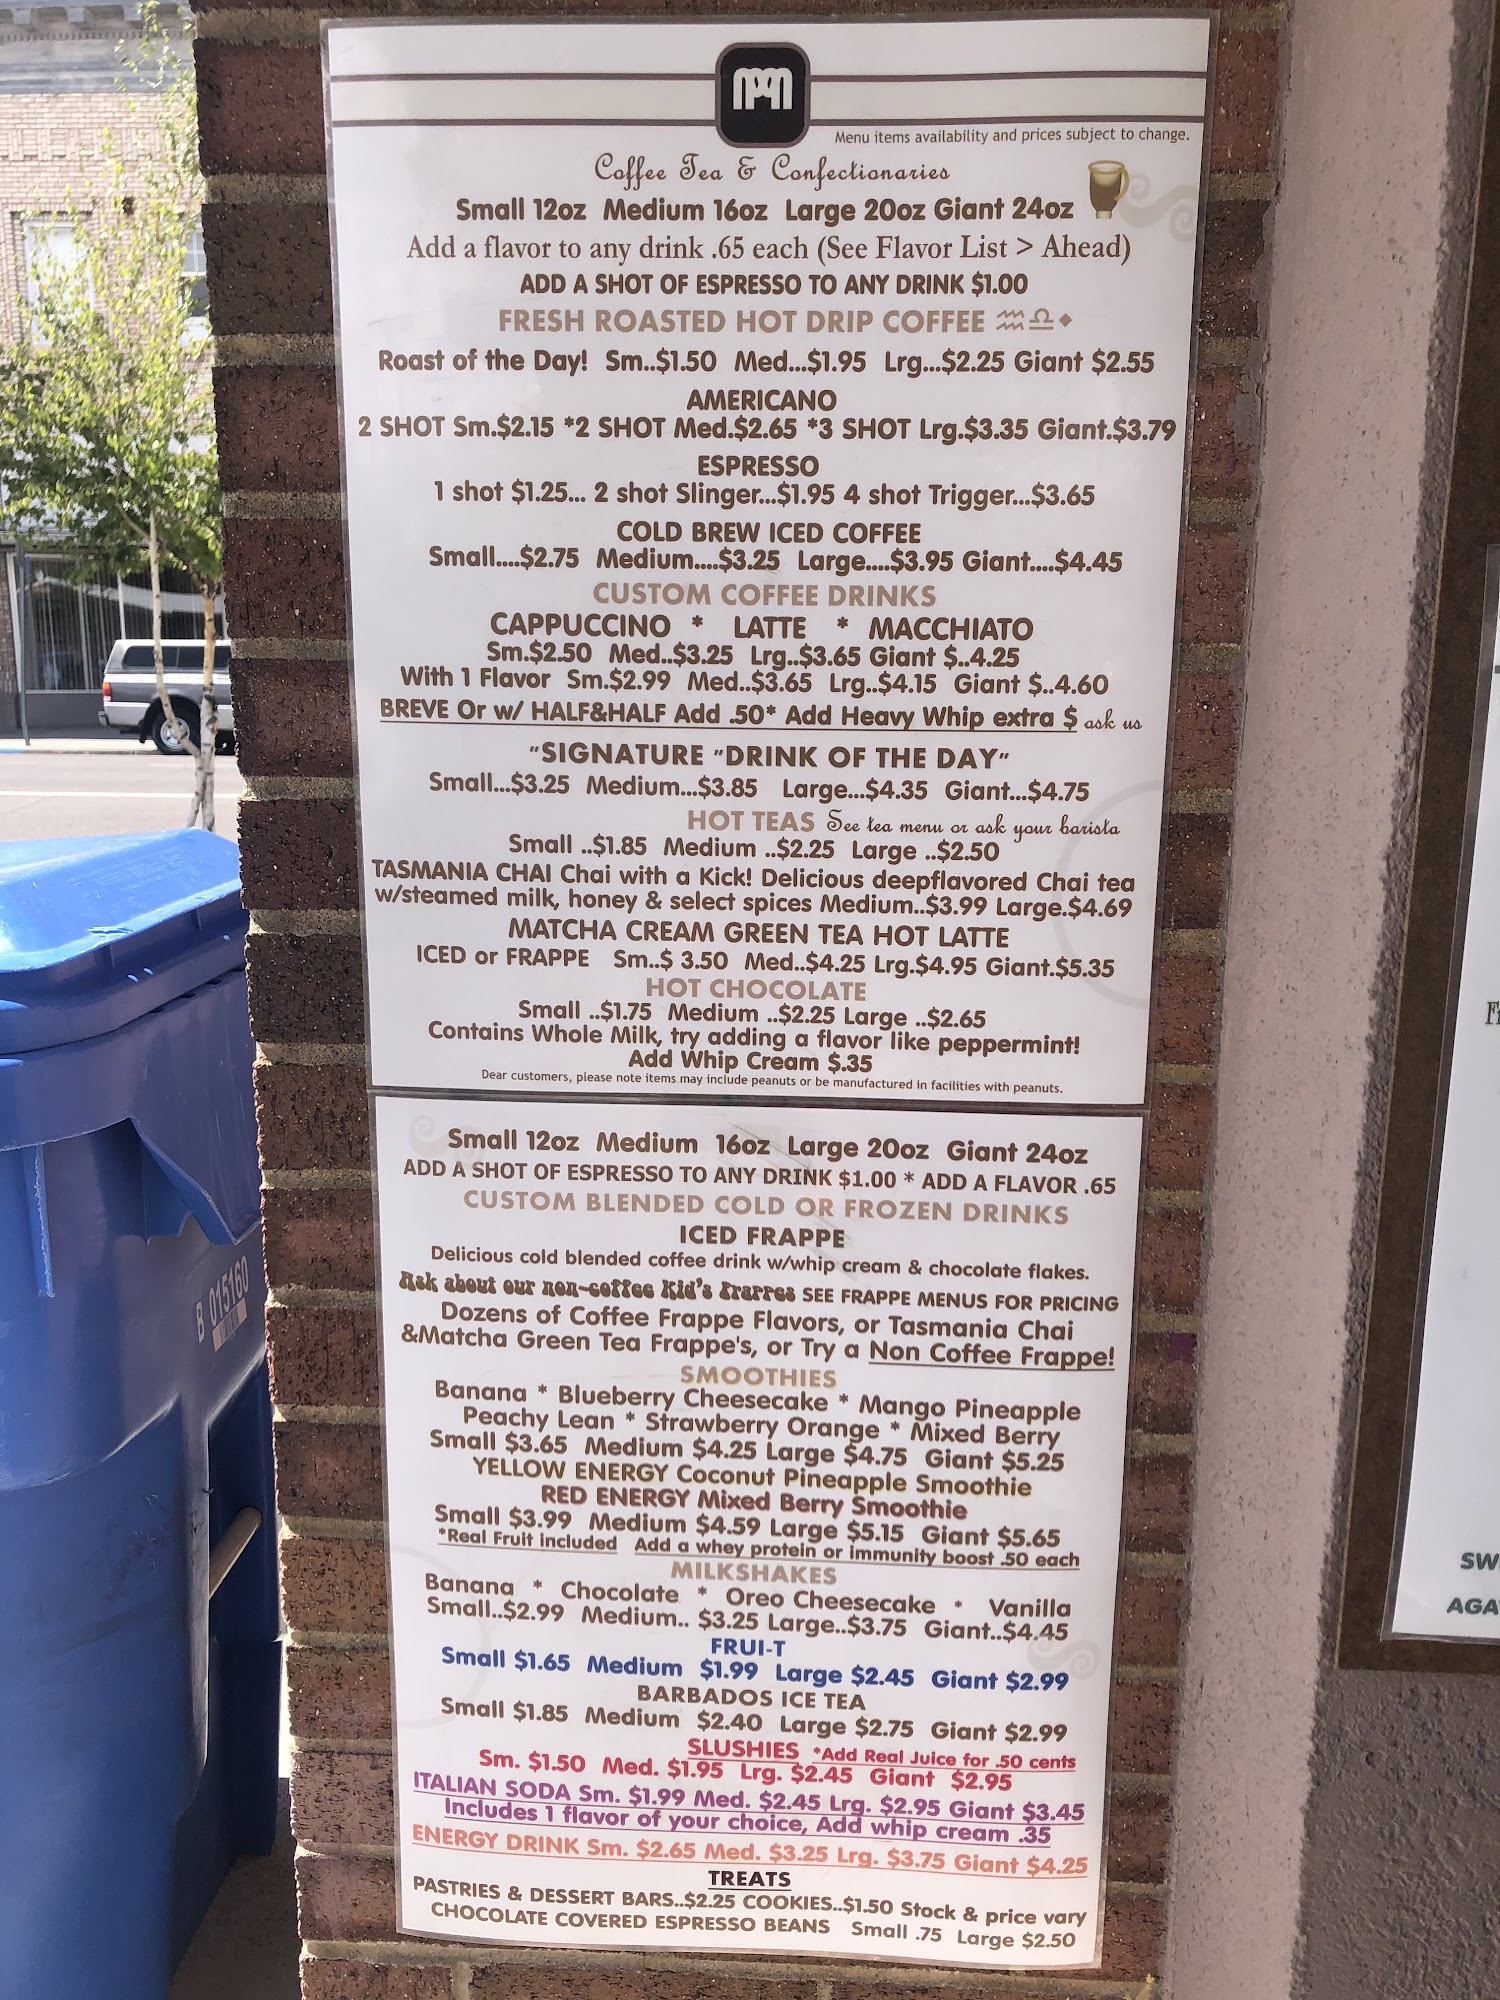 Menu items availability and prices subject to change.
Coffee Tea & Confectionaries
Small 12oz Medium 16oz Large 20oz Giant 24oz
Add a flavor to any drink .65 each (See Flavor List > Ahead)
ADD A SHOT OF ESPRESSO TO ANY DRINK $1.00
FRESH ROASTED HOT DRIP COFFEE ♒♎◆
Roast of the Day! Sm..$1.50 Med...$1.95 Lrg...$2.25 Giant $2.55
AMERICANO
2 SHOT Sm.$2.15 *2 SHOT Med.$2.65 *3 SHOT Lrg.$3.35 Giant.$3.79
ESPRESSO
1 shot $1.25... 2 shot Slinger...$1.95 4 shot Trigger...$3.65
COLD BREW ICED COFFEE
Small....$2.75 Medium....$3.25 Large....$3.95 Giant....$4.45
CUSTOM COFFEE DRINKS
CAPPUCCINO * LATTE * MACCHIATO
Sm.$2.50 Med..$3.25 Lrg..$3.65 Giant $..4.25
With 1 Flavor Sm.$2.99 Med..$3.65 Lrg..$4.15 Giant $..4.60
BREVE Or w/ HALF&HALF Add .50* Add Heavy Whip extra $ ask us
"SIGNATURE "DRINK OF THE DAY"
Small...$3.25 Medium...$3.85 Large...$4.35 Giant...$4.75
HOT TEAS See tea menu or ask your barista
Small ..$1.85 Medium ..$2.25 Large ..$2.50
TASMANIA CHAI Chai with a Kick! Delicious deepflavored Chai tea
w/steamed milk, honey & select spices Medium..$3.99 Large.$4.69
MATCHA CREAM GREEN TEA HOT LATTE
ICED or FRAPPE Sm..$ 3.50 Med..$4.25 Lrg.$4.95 Giant.$5.35
HOT CHOCOLATE
Small ..$1.75 Medium ..$2.25 Large ..$2.65
Contains Whole Milk, try adding a flavor like peppermint!
Add Whip Cream $.35
Dear customers, please note items may include peanuts or be manufactured in facilities with peanuts.
Small 12oz Medium 16oz Large 20oz Giant 24oz
ADD A SHOT OF ESPRESSO TO ANY DRINK $1.00 * ADD A FLAVOR .65
CUSTOM BLENDED COLD OR FROZEN DRINKS
ICED FRAPPE
Delicious cold blended coffee drink w/whip cream & chocolate flakes.
Ask about our non-coffee Kid's Frappes SEE FRAPPE MENUS FOR PRICING
Dozens of Coffee Frappe Flavors, or Tasmania Chai
&Matcha Green Tea Frappe's, or Try a Non Coffee Frappe!
SMOOTHIES
Banana * Blueberry Cheesecake * Mango Pineapple
Peachy Lean * Strawberry Orange * Mixed Berry
Small $3.65 Medium $4.25 Large $4.75 Giant $5.25
YELLOW ENERGY Coconut Pineapple Smoothie
RED ENERGY Mixed Berry Smoothie
Small $3.99 Medium $4.59 Large $5.15 Giant $5.65
*Real Fruit included Add a whey protein or immunity boost .50 each
MILKSHAKES
Banana * Chocolate * Oreo Cheesecake * Vanilla
Small..$2.99 Medium.. $3.25 Large..$3.75 Giant..$4.45
FRUI-T
Small $1.65 Medium $1.99 Large $2.45 Giant $2.99
BARBADOS ICE TEA
Small $1.85 Medium $2.40 Large $2.75 Giant $2.99
SLUSHIES *Add Real Juice for .50 cents
Sm. $1.50 Med. $1.95 Lrg. $2.45 Giant $2.95
ITALIAN SODA Sm. $1.99 Med. $2.45 Lrg. $2.95 Giant $3.45
Includes 1 flavor of your choice, Add whip cream .35
ENERGY DRINK Sm. $2.65 Med. $3.25 Lrg. $3.75 Giant $4.25
TREATS
PASTRIES & DESSERT BARS..$2.25 COOKIES..$1.50 Stock & price vary
CHOCOLATE COVERED ESPRESSO BEANS Small .75 Large $2.50
B 015160
SW
AGA